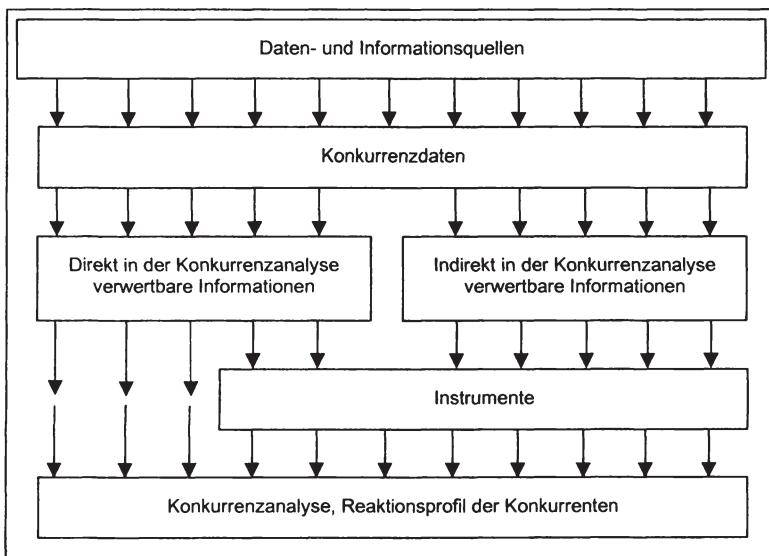 Daten- und Informationsquellen
Konkurrenzdaten
Direkt in der Konkurrenzanalyse
verwertbare Informationen
Indirekt in der Konkurrenzanalyse
verwertbare Informationen
Instrumente
Konkurrenzanalyse, Reaktionsprofil der Konkurrenten